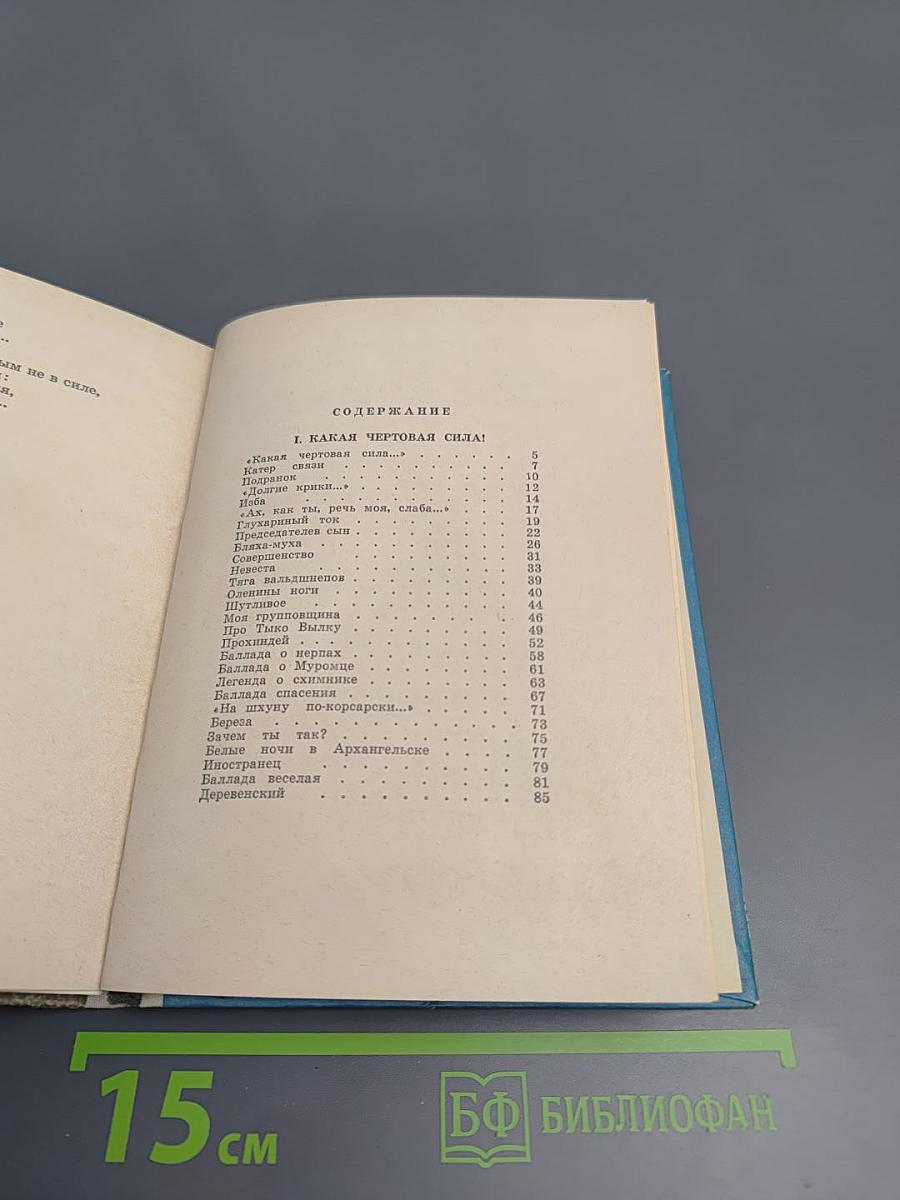 ым не в силе,
СОДЕРЖАНИЕ
I. КАКАЯ ЧЕРТОВАЯ СИЛА!
«Какая чертовая сила...» . . . . . . 5
Катер связи . . . . . . . . . . 7
Подранок . . . . . . . . . . . 10
«Долгие крики...» . . . . . . . . 12
Изба . . . . . . . . . . . 14
«Ах, как ты, речь моя, слаба...» . . . 17
Глухариный ток . . . . . . . . . 19
Председателев сын . . . . . . . . . 22
Бляха-муха . . . . . . . . . . 26
Совершенство . . . . . . . . . 31
Невеста . . . . . . . . . . 33
Тяга вальдшнепов . . . . . . . . . 39
Оленины ноги . . . . . . . . . . 40
Шутливое . . . . . . . . . . 44
Моя групповщина . . . . . . . . . 46
Про Тыко Вылку . . . . . . . . . 49
Прохиндей . . . . . . . . . . . 52
Баллада о нерпах . . . . . . . . . 58
Баллада о Муромце . . . . . . . . 61
Легенда о схимнике . . . . . . . . 63
Баллада спасения . . . . . . . . . 67
«На шхуну по-корсарски...» . . . . . 71
Береза . . . . . . . . . . . . . 73
Зачем ты так? . . . . . . . . . . 75
Белые ночи в Архангельске . . . . 77
Иностранец . . . . . . . . . . 79
Баллада веселая . . . . . . . . . 81
Деревенский . . . . . . . . . . 85
15 см
БФ БИБЛИОФАН